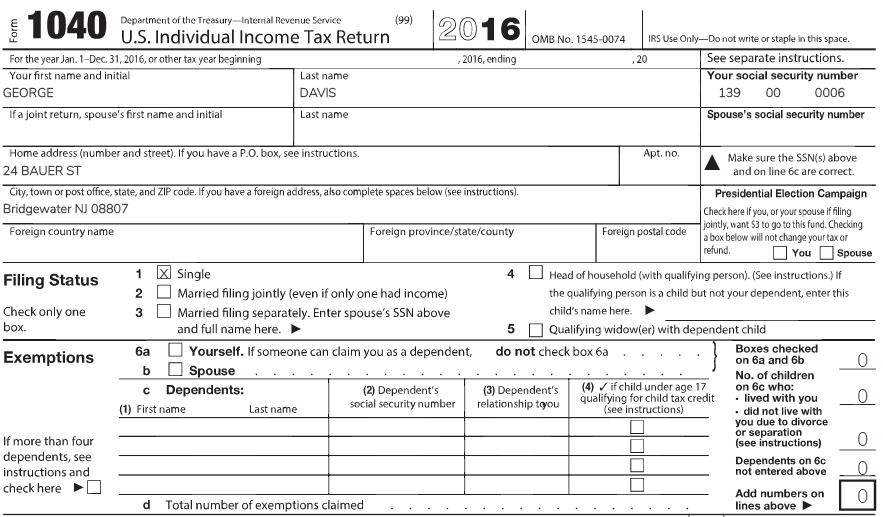 Form 1040 Department of the Treasury—Internal Revenue Service (99) U.S. Individual Income Tax Return 2016 OMB No. 1545-0074 IRS Use Only—Do not write or staple in this space.
For the year Jan. 1–Dec. 31, 2016, or other tax year beginning , 2016, ending , 20 See separate instructions.
Your first name and initial Last name Your social security number
GEORGE DAVIS 139 00 0006
If a joint return, spouse's first name and initial Last name Spouse's social security number
Home address (number and street). If you have a P.O. box, see instructions. Apt. no.
24 BAUER ST
▲ Make sure the SSN(s) above and on line 6c are correct.
City, town or post office, state, and ZIP code. If you have a foreign address, also complete spaces below (see instructions).
Bridgewater NJ 08807
Foreign country name Foreign province/state/county Foreign postal code
Presidential Election Campaign
Check here if you, or your spouse if filing
jointly, want $3 to go to this fund. Checking
a box below will not change your tax or
refund. You Spouse
Filing Status
Check only one
box.
1 X Single
2 Married filing jointly (even if only one had income)
3 Married filing separately. Enter spouse's SSN above
and full name here. ▶
4 Head of household (with qualifying person). (See instructions.) If
the qualifying person is a child but not your dependent, enter this
child's name here. ▶
5 Qualifying widow(er) with dependent child
Exemptions
6a Yourself. If someone can claim you as a dependent, do not check box 6a . . . . .
b Spouse . . . . . . . . . . . . . . . . . . . . .
c Dependents:
(1) First name Last name
(2) Dependent's
social security number
(3) Dependent's
relationship to you
(4) ✓ if child under age 17
qualifying for child tax credit
(see instructions)
If more than four
dependents, see
instructions and
check here ▶
d Total number of exemptions claimed . . . . . . . . . . . . . . . .
Boxes checked
on 6a and 6b 0
No. of children
on 6c who:
• lived with you 0
• did not live with
you due to divorce
or separation
(see instructions) 0
Dependents on 6c
not entered above 0
Add numbers on
lines above ▶ 0